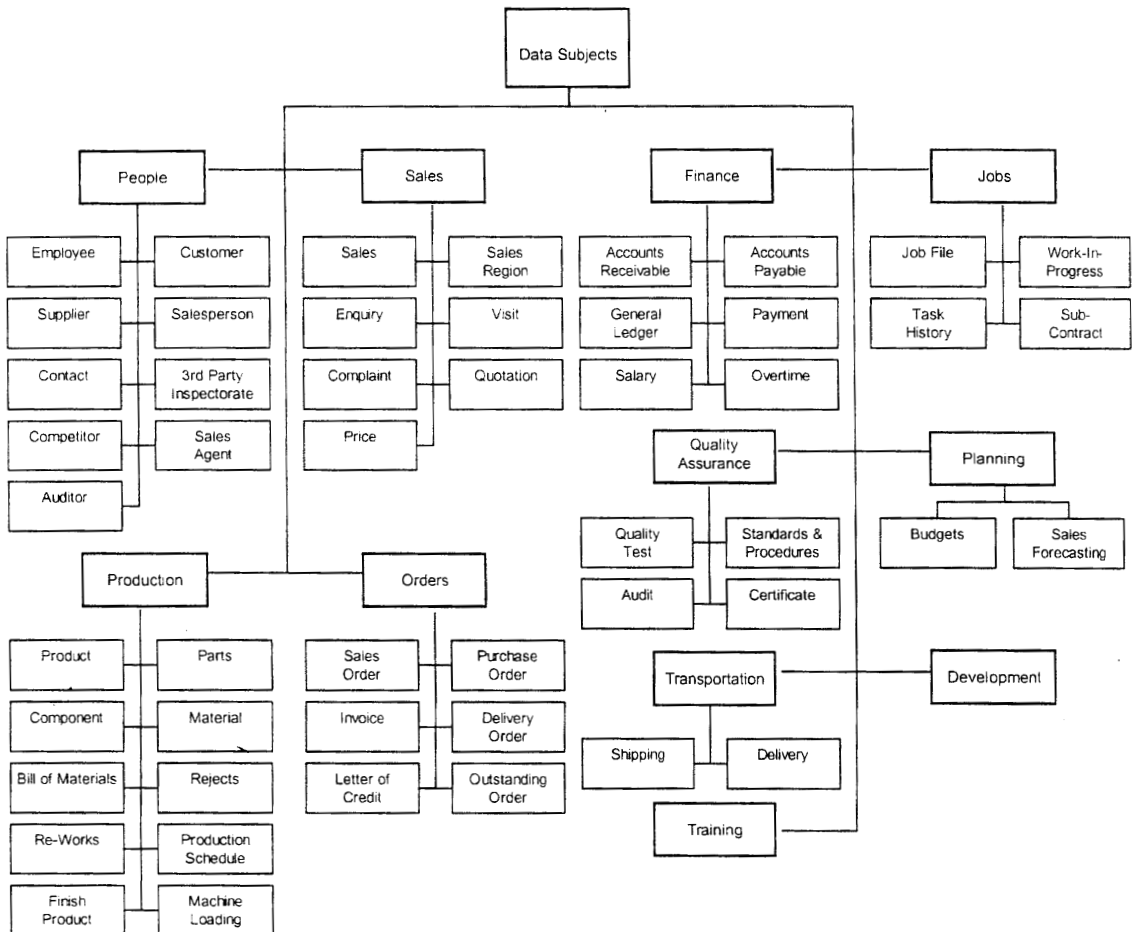 Data Subjects
People
Sales
Finance
Jobs
Employee
Customer
Supplier
Salesperson
Contact
3rd Party
Inspectorate
Competitor
Sales
Agent
Auditor
Sales
Sales
Region
Enquiry
Visit
Complaint
Quotation
Price
Accounts
Receivable
Accounts
Payable
General
Ledger
Payment
Salary
Overtime
Job File
Work-In-
Progress
Task
History
Sub-
Contract
Quality
Assurance
Planning
Quality
Test
Standards &
Procedures
Audit
Certificate
Budgets
Sales
Forecasting
Production
Orders
Product
Parts
Component
Material
Bill of Materials
Rejects
Re-Works
Production
Schedule
Finish
Product
Machine
Loading
Sales
Order
Purchase
Order
Invoice
Delivery
Order
Letter of
Credit
Outstanding
Order
Transportation
Development
Shipping
Delivery
Training